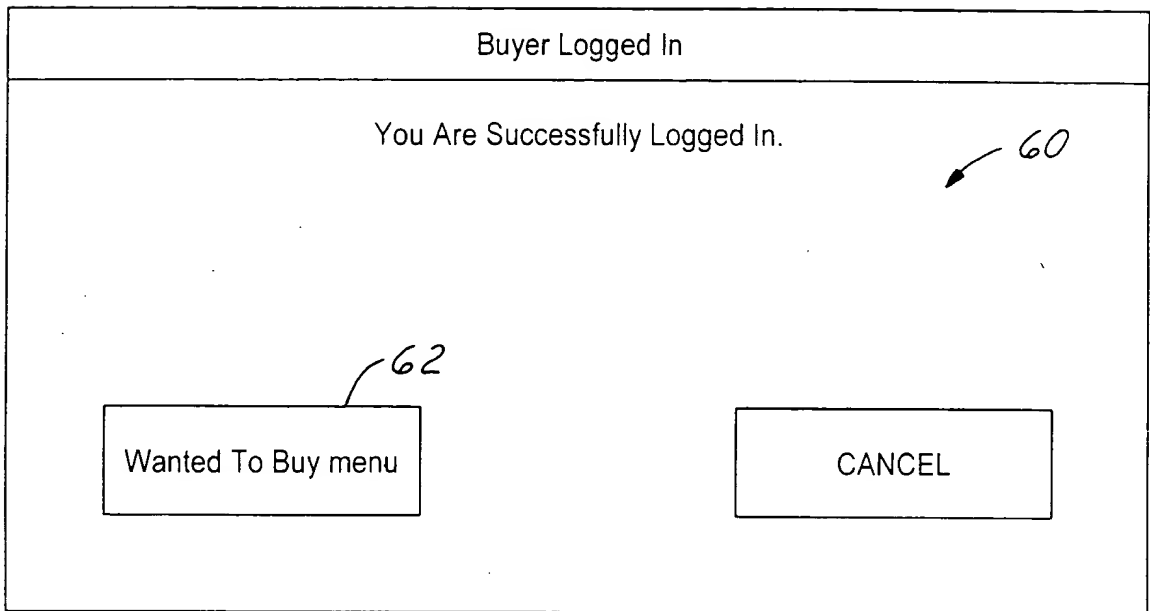 Buyer Logged In
You Are Successfully Logged In.
60
62
Wanted To Buy menu
CANCEL